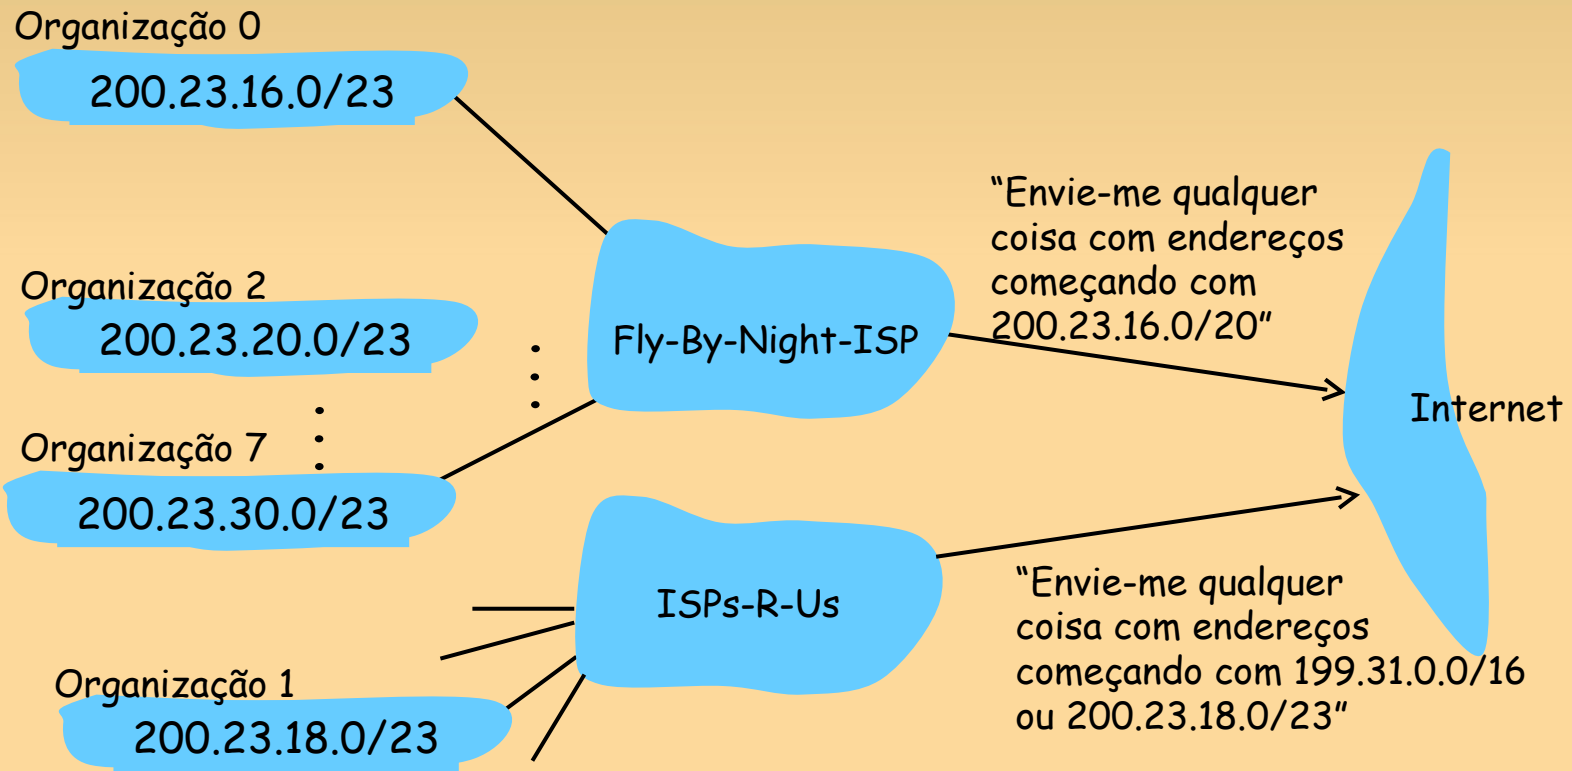 Organização 0
200.23.16.0/23
Organização 2
200.23.20.0/23
Organização 7
200.23.30.0/23
Fly-By-Night-ISP
“Envie-me qualquer
coisa com endereços
começando com
200.23.16.0/20”
Internet
ISPs-R-Us
Organização 1
200.23.18.0/23
“Envie-me qualquer
coisa com endereços
começando com 199.31.0.0/16
ou 200.23.18.0/23”